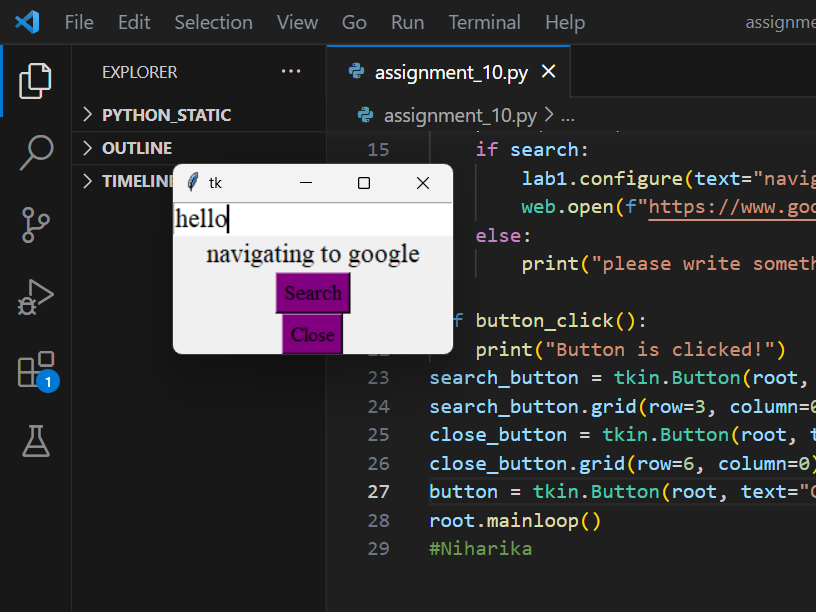 File Edit Selection View Go Run Terminal Help assignme
EXPLORER
PYTHON_STATIC
OUTLINE
TIMELINE
1
tk
hello
navigating to google
Search
Close
assignment_10.py
assignment_10.py > ...
15 if search:
lab1.configure(text="navig
web.open(f"https://www.goo
else:
print("please write someth
f button_click():
print("Button is clicked!")
23 search_button = tkin.Button(root,
24 search_button.grid(row=3, column=0
25 close_button = tkin.Button(root, t
26 close_button.grid(row=6, column=0)
27 button = tkin.Button(root, text="C
28 root.mainloop()
29 #Niharika